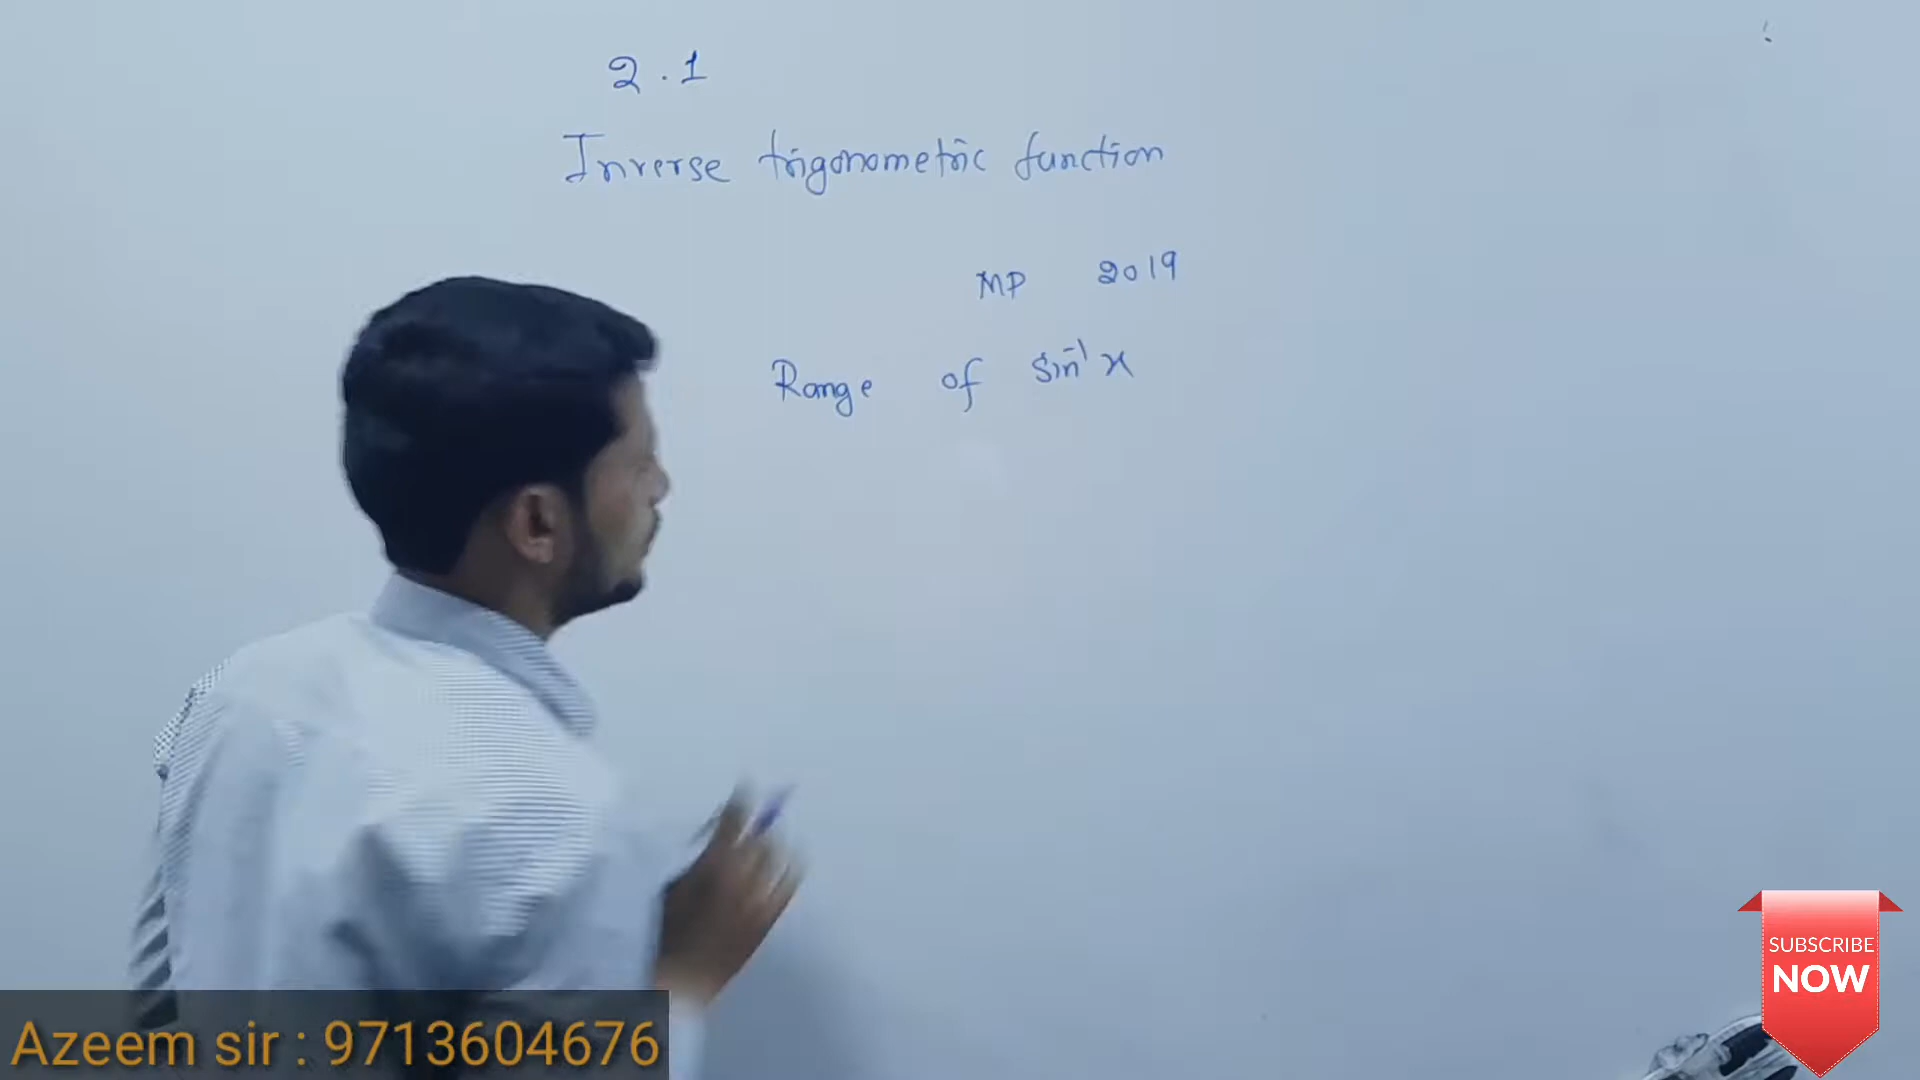 2.1
Inverse trigonometric function
MP 2019
Range of sin⁻¹ x
SUBSCRIBE
NOW
Azeem sir : 9713604676